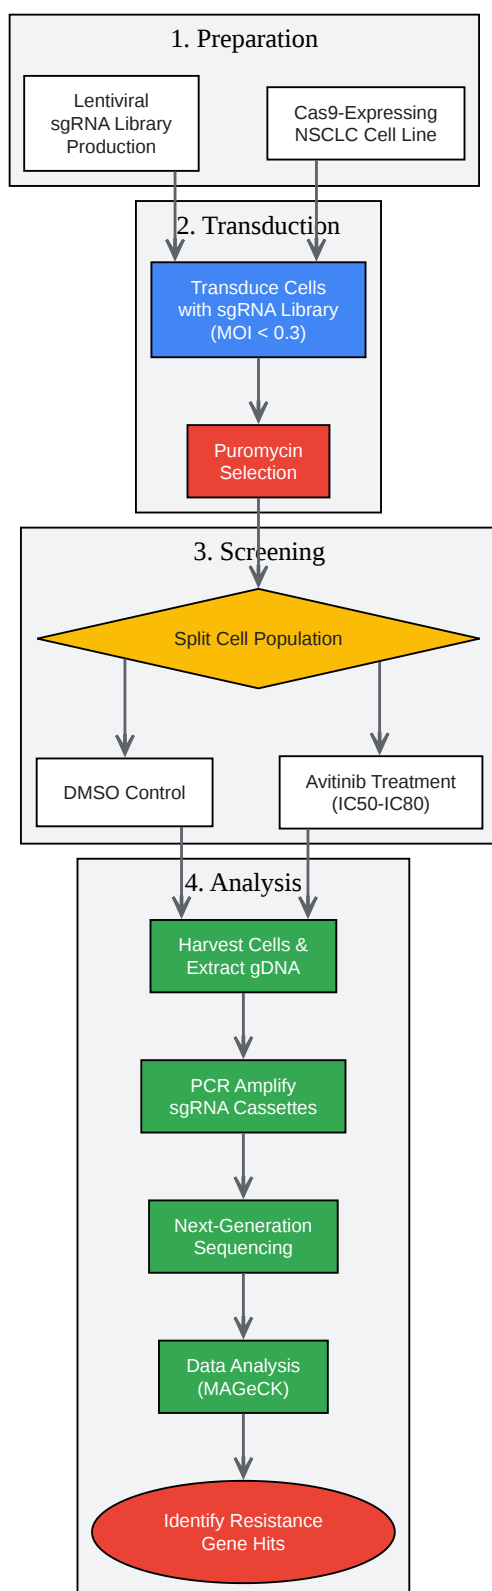 1. Preparation
Lentiviral
sgRNA Library
Production
Cas9-Expressing
NSCLC Cell Line
2. Transduction
Transduce Cells
with sgRNA Library
(MOI < 0.3)
Puromycin
Selection
3. Screening
Split Cell Population
DMSO Control
Avitinib Treatment
(IC50-IC80)
4. Analysis
Harvest Cells &
Extract gDNA
PCR Amplify
sgRNA Cassettes
Next-Generation
Sequencing
Data Analysis
(MAGeCK)
Identify Resistance
Gene Hits